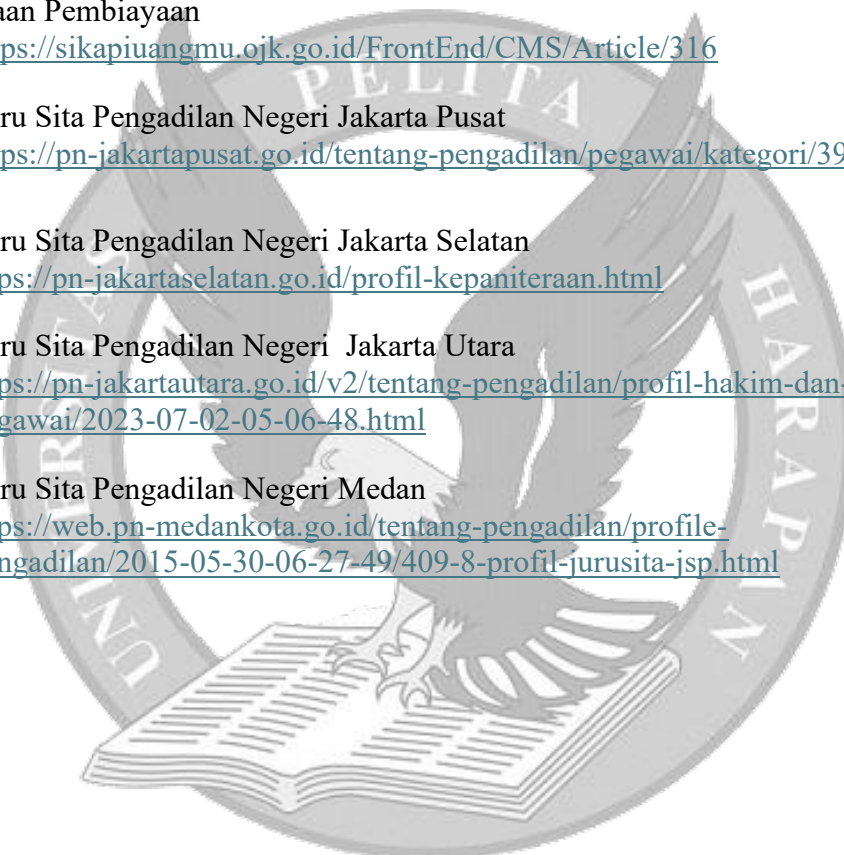 aan Pembiayaan
ps://sikapiuangmu.ojk.go.id/FrontEnd/CMS/Article/316
ru Sita Pengadilan Negeri Jakarta Pusat
ps://pn-jakartapusat.go.id/tentang-pengadilan/pegawai/kategori/39
ru Sita Pengadilan Negeri Jakarta Selatan
ps://pn-jakartaselatan.go.id/profil-kepaniteraan.html
ru Sita Pengadilan Negeri  Jakarta Utara
ps://pn-jakartautara.go.id/v2/tentang-pengadilan/profil-hakim-dan-
gawai/2023-07-02-05-06-48.html
ru Sita Pengadilan Negeri Medan
ps://web.pn-medankota.go.id/tentang-pengadilan/profile-
ngadilan/2015-05-30-06-27-49/409-8-profil-jurusita-jsp.html
UNIVERSITAS PELITA HARAPAN